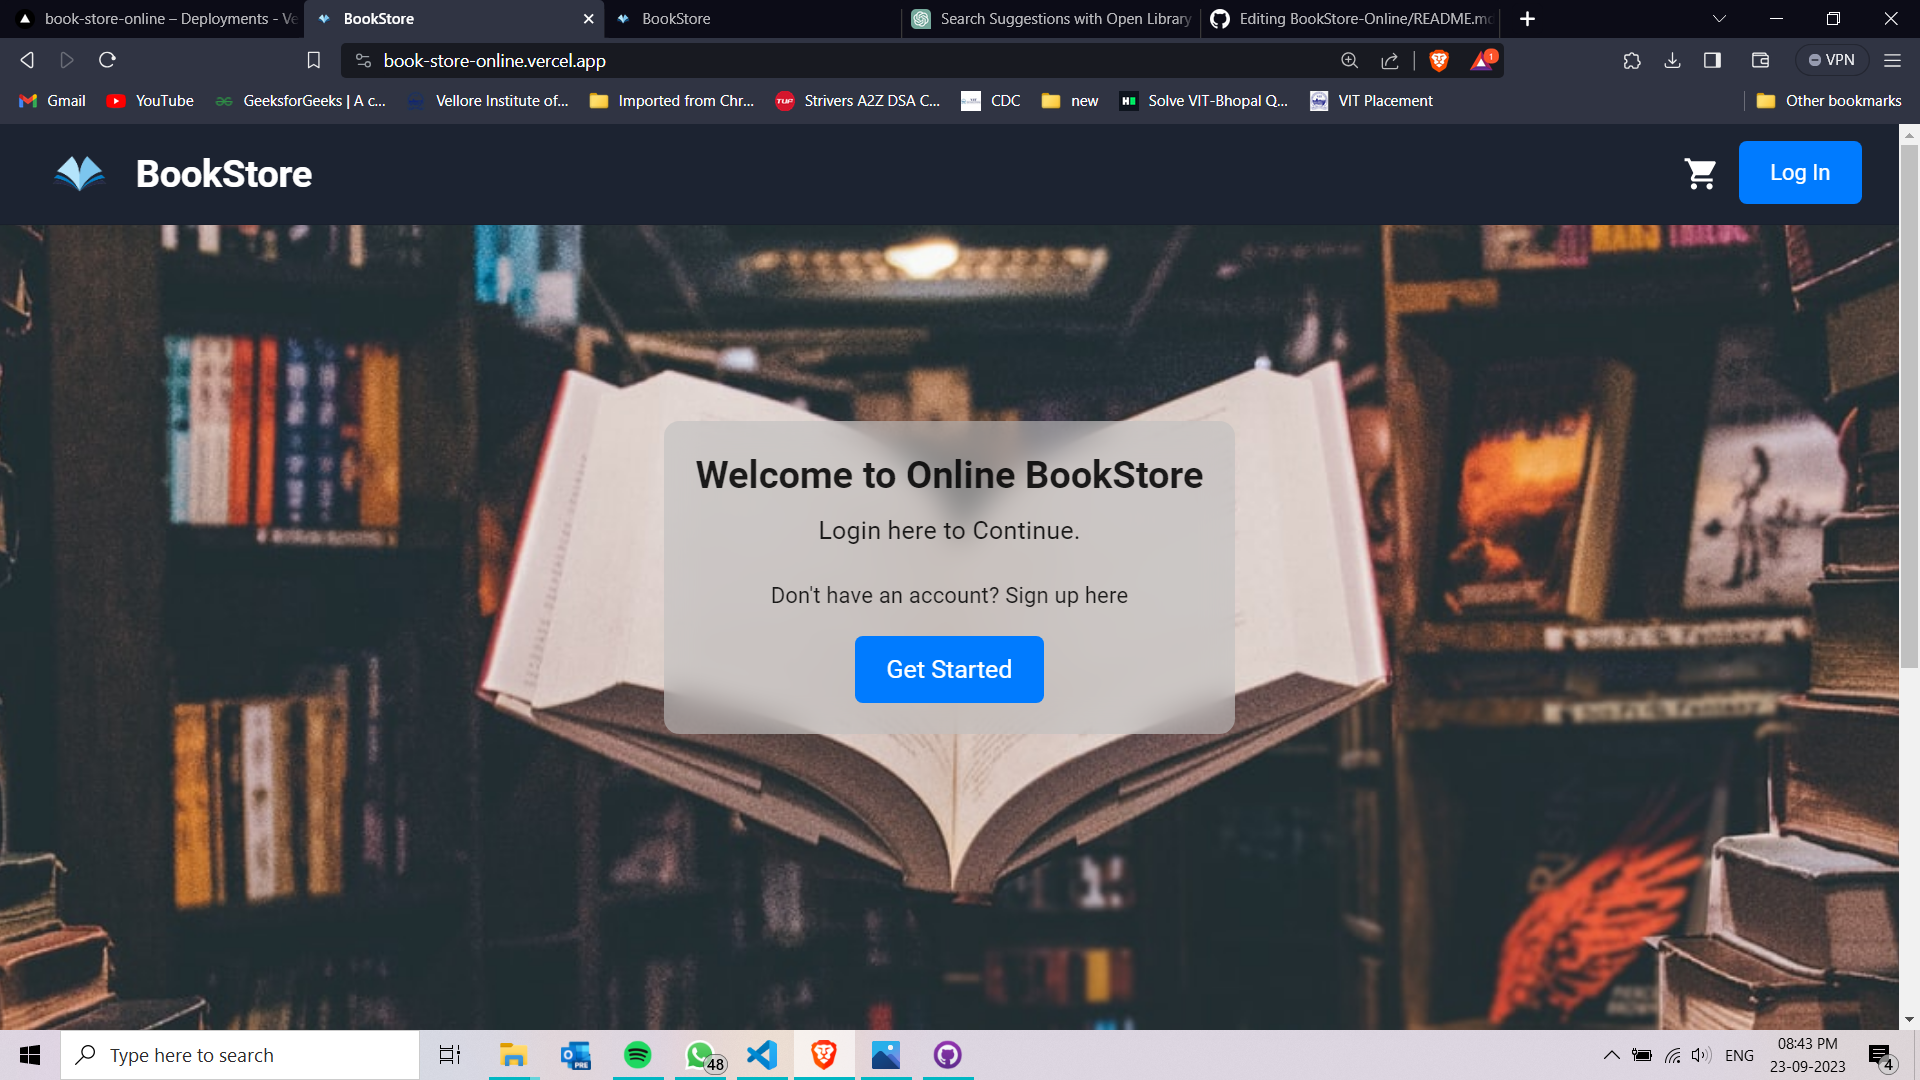 book-store-online – Deployments - Ve
BookStore
BookStore
Search Suggestions with Open Library
Editing BookStore-Online/README.md
book-store-online.vercel.app
1
VPN
Gmail
YouTube
GeeksforGeeks | A c...
Vellore Institute of...
Imported from Chr...
TUF
Strivers A2Z DSA C...
CDC
new
Solve VIT-Bhopal Q...
VIT Placement
Other bookmarks
BookStore
Log In
Welcome to Online BookStore
Login here to Continue.
Don't have an account? Sign up here
Get Started
Type here to search
PRE
48
ENG
08:43 PM
23-09-2023
4